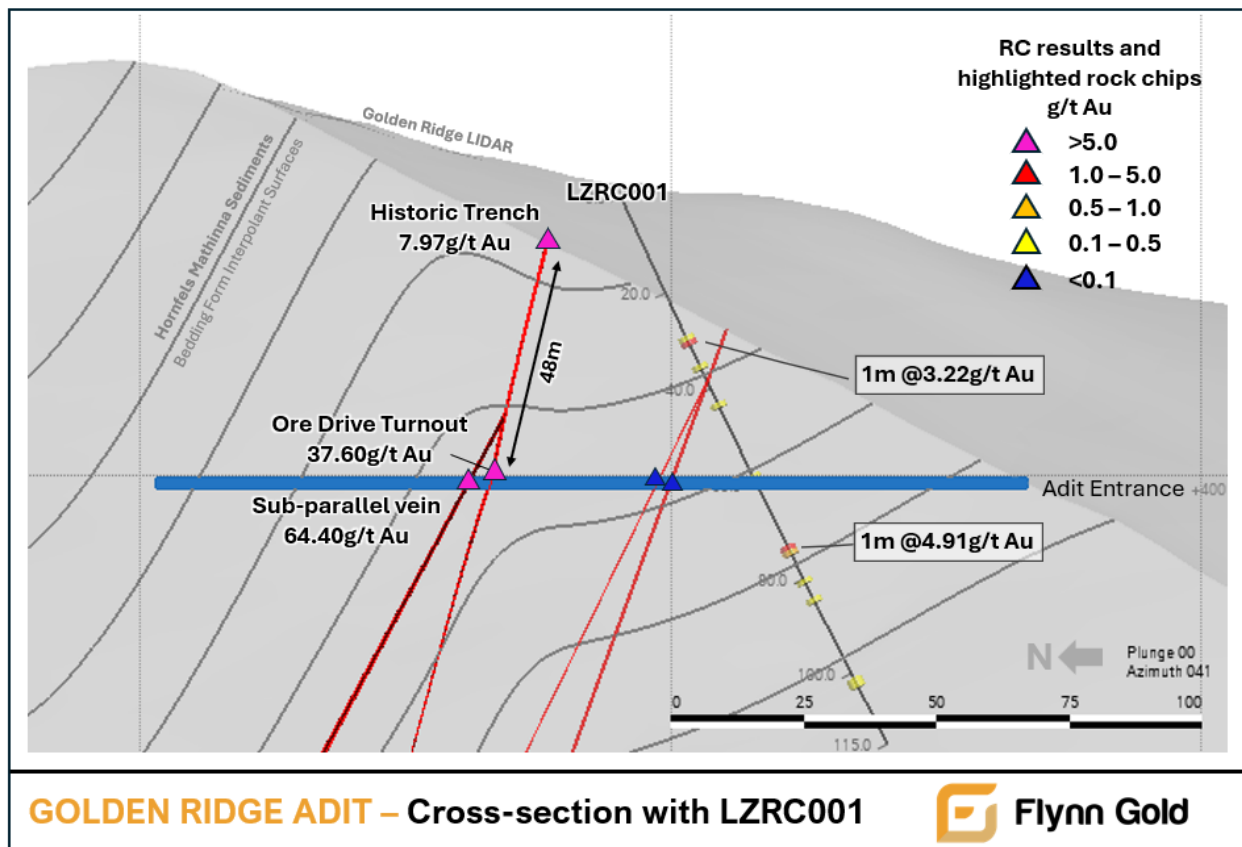 RC results and
highlighted rock chips
g/t Au
>5.0
1.0 – 5.0
0.5 – 1.0
0.1 – 0.5
<0.1
Golden Ridge LIDAR
Hornfels Mathinna Sediments
Bedding Form Interpolant Surfaces
LZRC001
Historic Trench
7.97g/t Au
20.0
48m
1m @3.22g/t Au
40.0
Ore Drive Turnout
37.60g/t Au
Adit Entrance +400
Sub-parallel vein
64.40g/t Au
1m @4.91g/t Au
80.0
N
Plunge 00
Azimuth 041
100.0
0 25 50 75 100
115.0
GOLDEN RIDGE ADIT – Cross-section with LZRC001
Flynn Gold